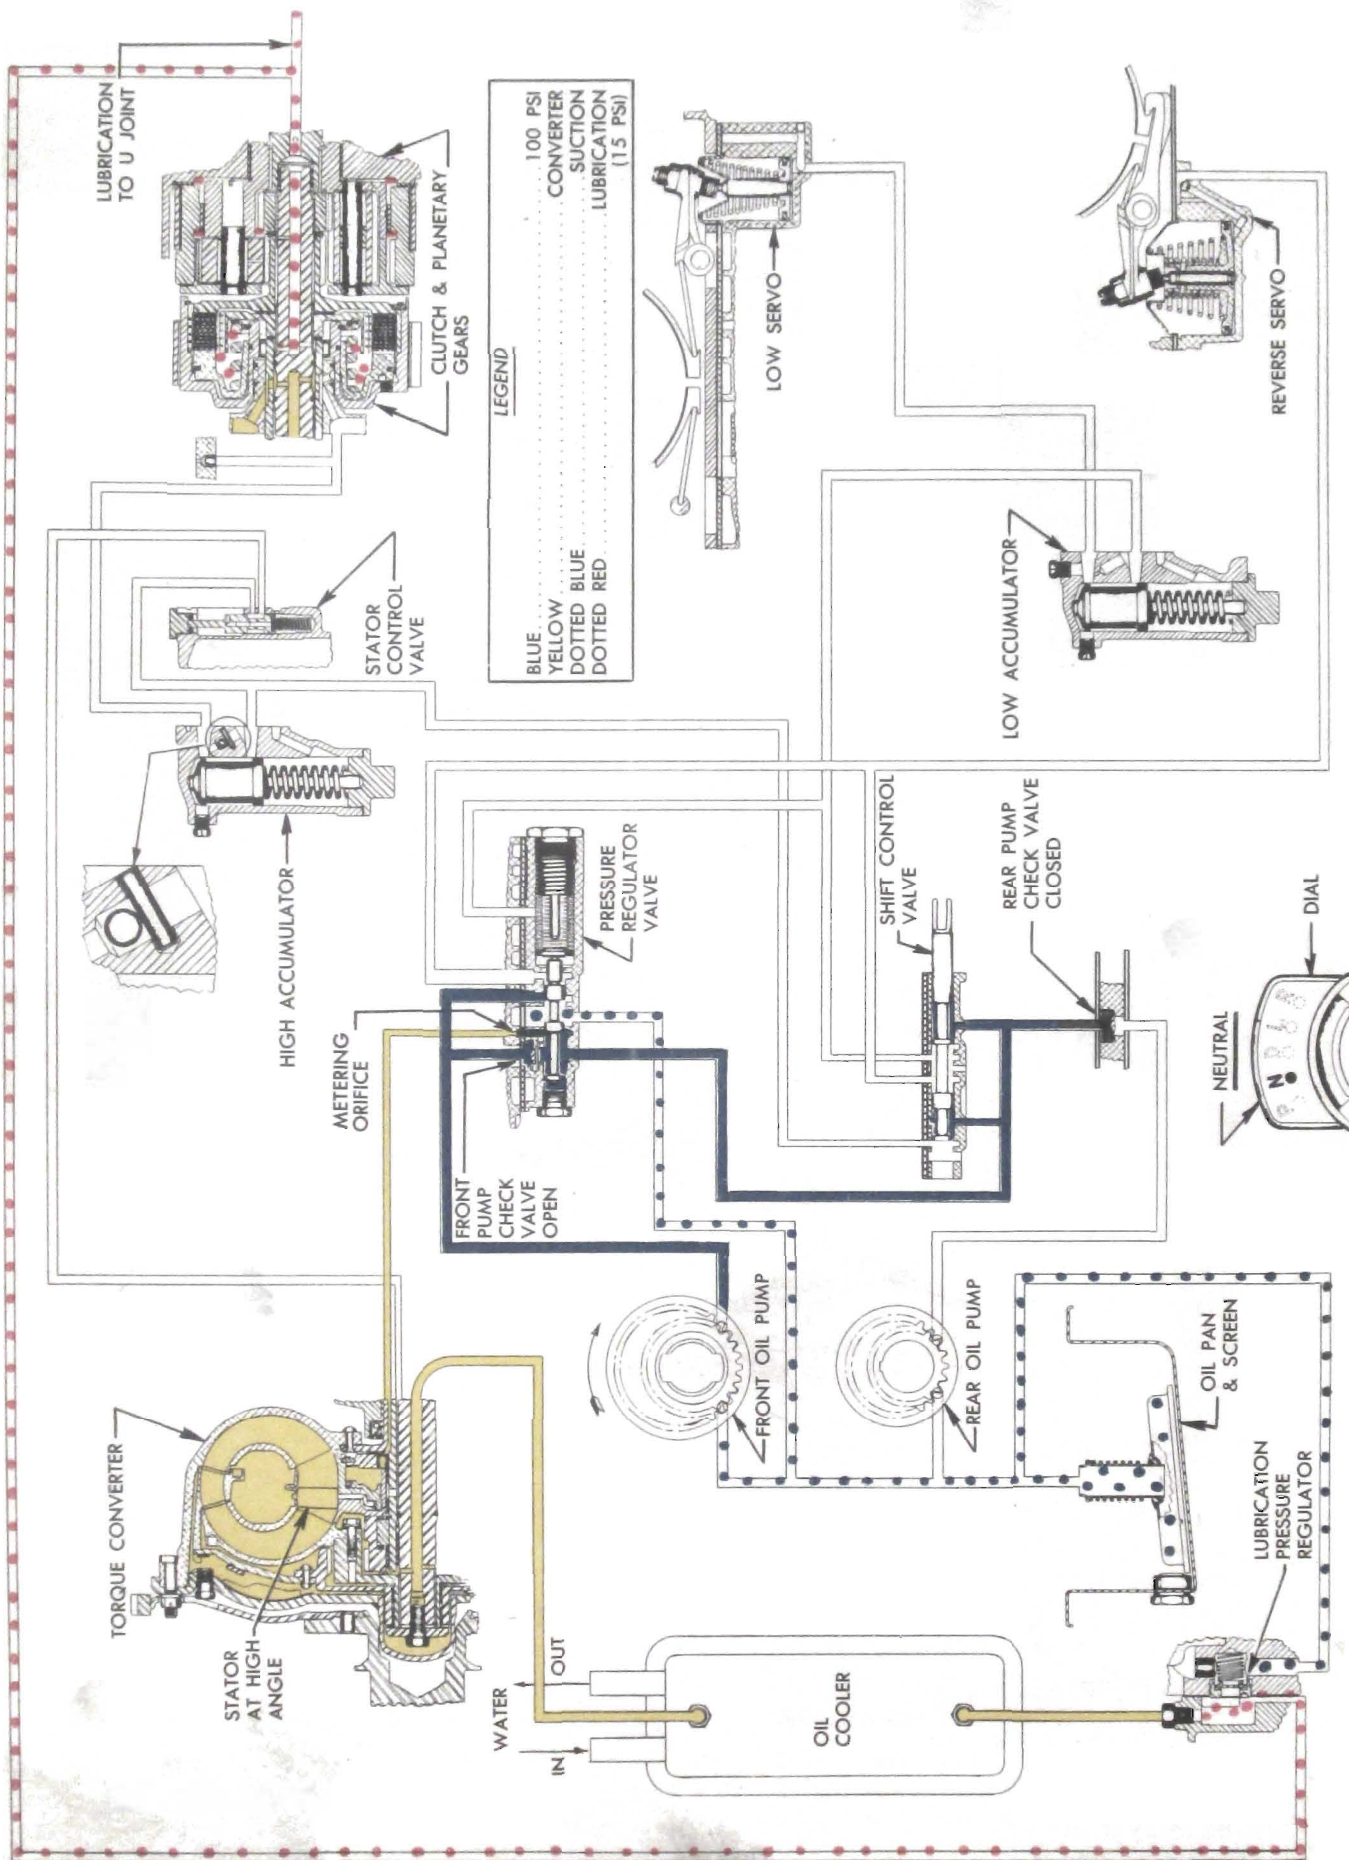 LUBRICATION
TO U JOINT
CLUTCH & PLANETARY
GEARS
STATOR
CONTROL
VALVE
HIGH ACCUMULATOR
LEGEND
BLUE .......... 100 PSI
YELLOW .......... CONVERTER
DOTTED BLUE .......... SUCTION
DOTTED RED .......... LUBRICATION
(15 PSI)
LOW SERVO
REVERSE SERVO
LOW ACCUMULATOR
PRESSURE
REGULATOR
VALVE
METERING
ORIFICE
FRONT
PUMP
CHECK
VALVE
OPEN
SHIFT CONTROL
VALVE
REAR PUMP
CHECK VALVE
CLOSED
NEUTRAL
N
DIAL
TORQUE CONVERTER
STATOR
AT HIGH
ANGLE
FRONT OIL PUMP
REAR OIL PUMP
OIL PAN
& SCREEN
LUBRICATION
PRESSURE
REGULATOR
WATER
IN
OUT
OIL
COOLER